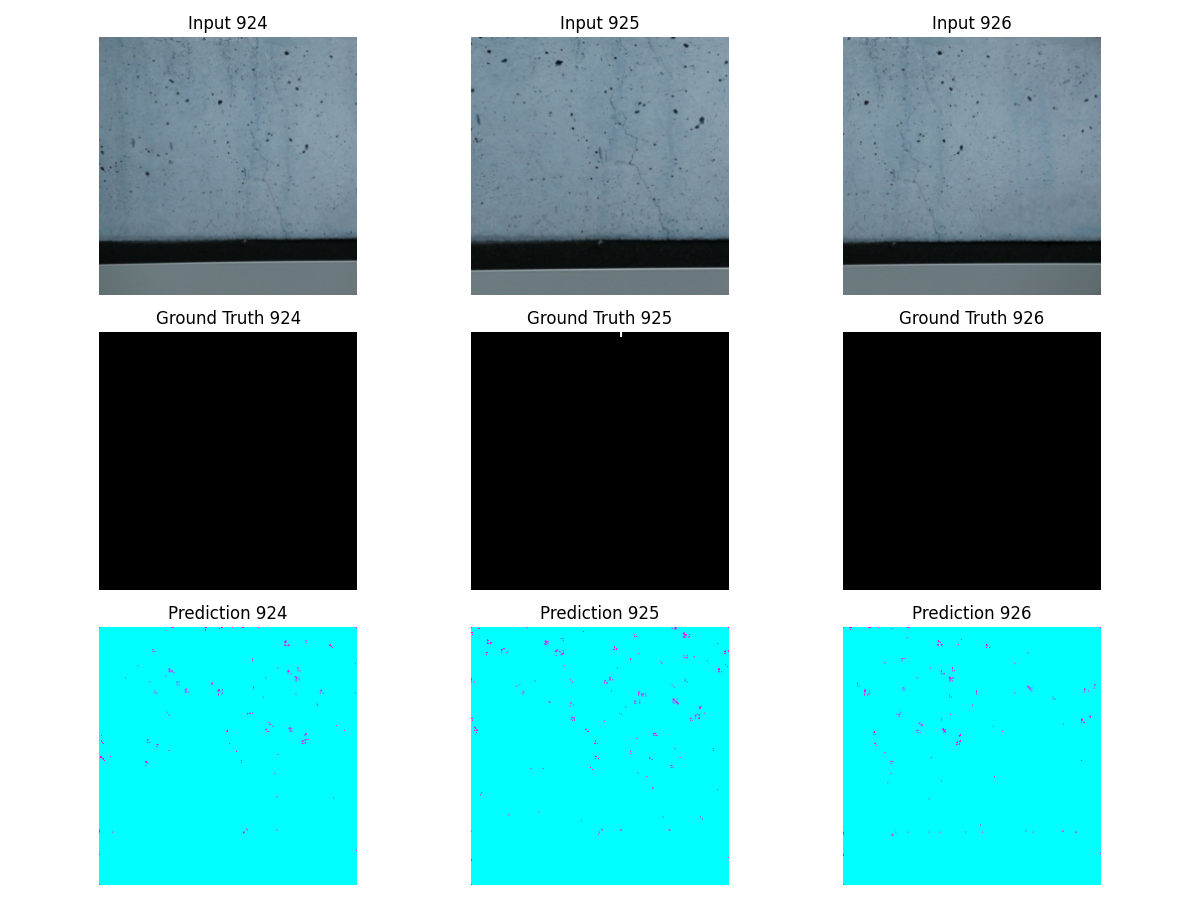 Input 924
Input 925
Input 926
Ground Truth 924
Ground Truth 925
Ground Truth 926
Prediction 924
Prediction 925
Prediction 926